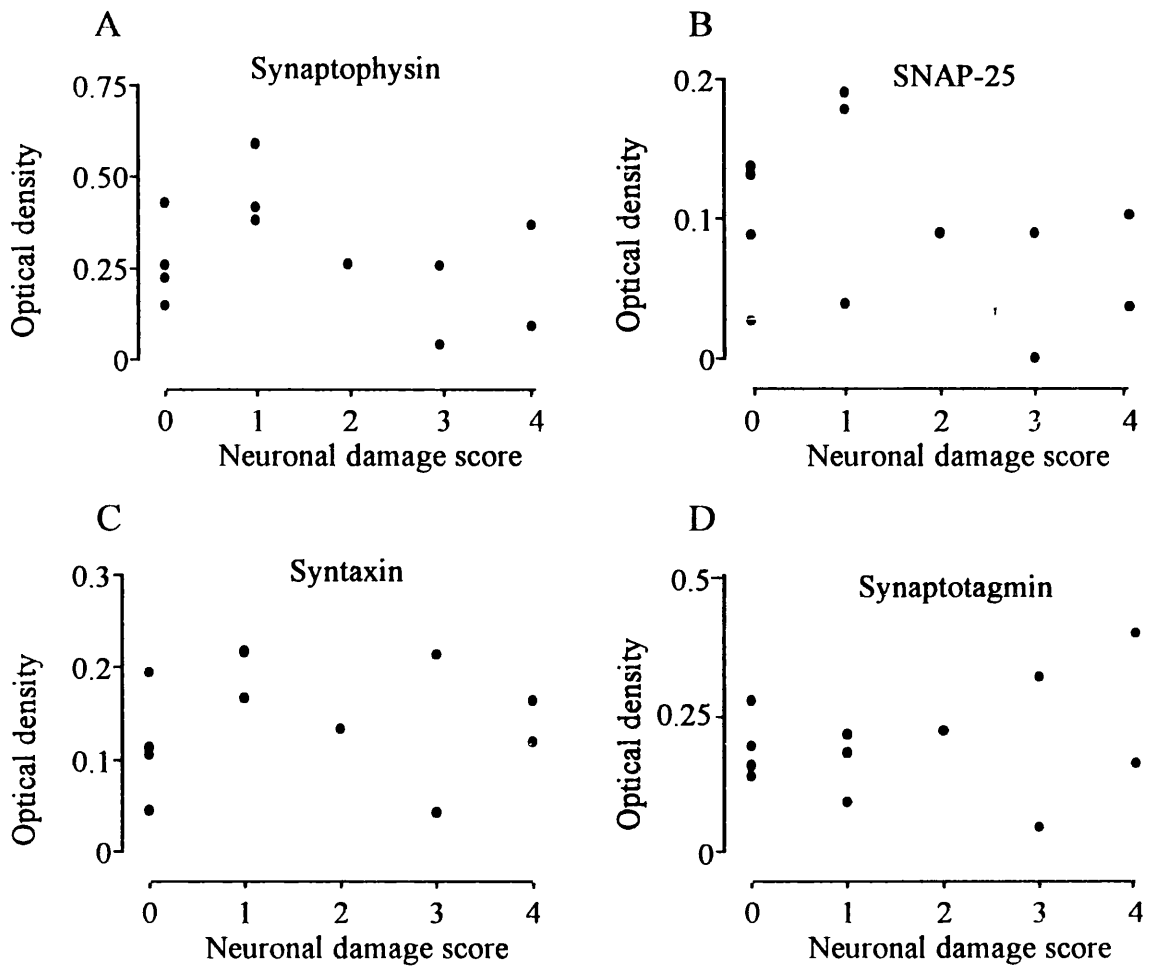 A
Synaptophysin
0.75
0.50
0.25
0
Optical density
0 1 2 3 4
Neuronal damage score
B
SNAP-25
0.2
0.1
0
Optical density
0 1 2 3 4
Neuronal damage score
C
Syntaxin
0.3
0.2
0.1
0
Optical density
0 1 2 3 4
Neuronal damage score
D
Synaptotagmin
0.5
0.25
0
Optical density
0 1 2 3 4
Neuronal damage score